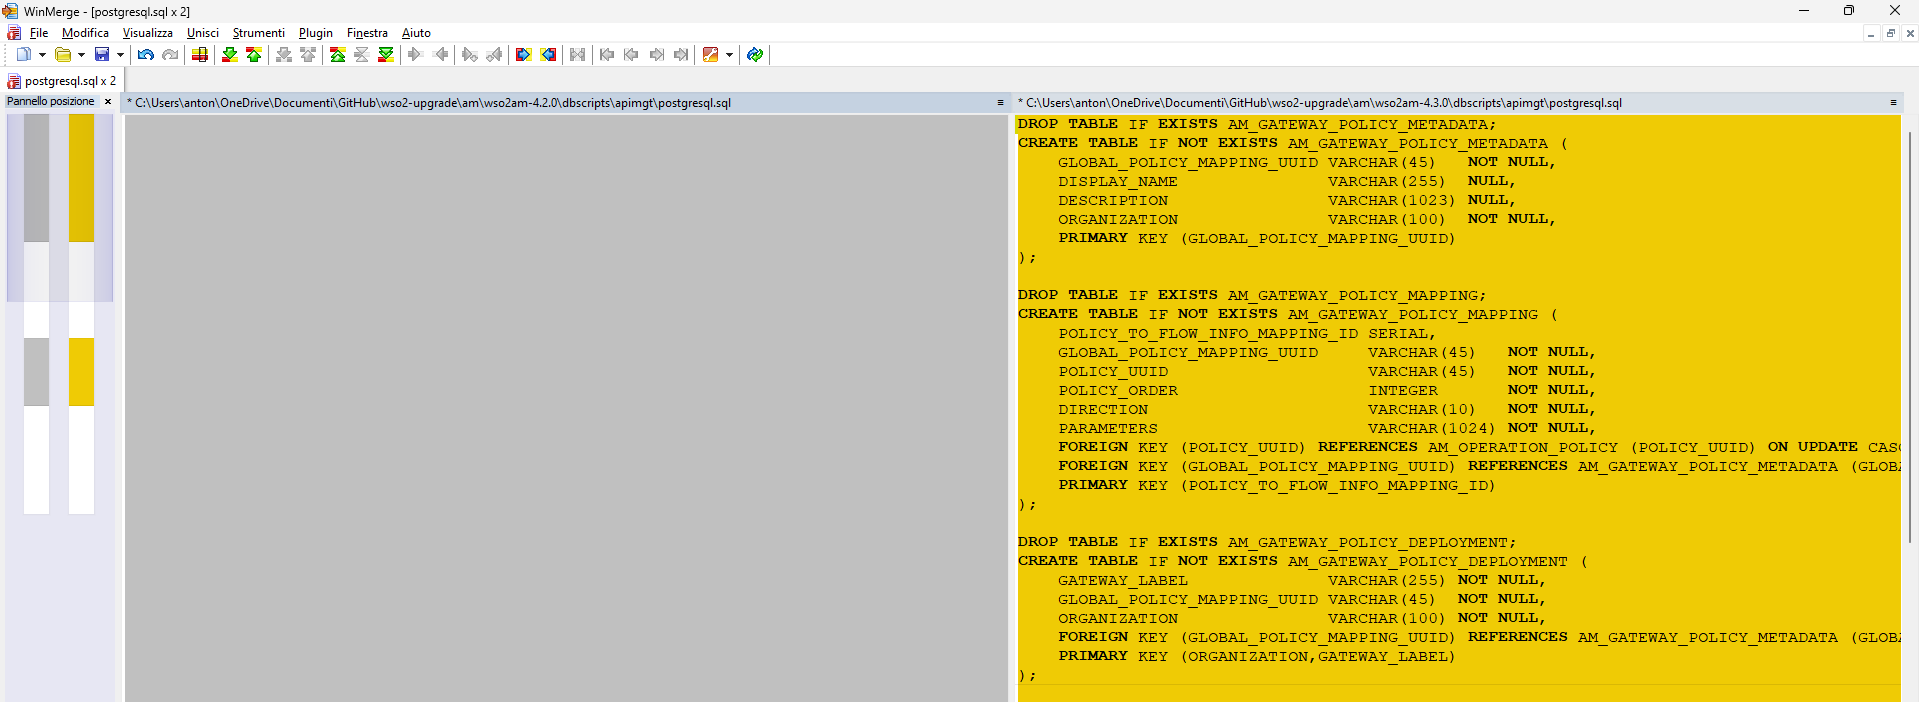 WinMerge - [postgresql.sql x 2]
File Modifica Visualizza Unisci Strumenti Plugin Finestra Aiuto
postgresql.sql x 2
Pannello posizione ×
* C:\Users\anton\OneDrive\Documenti\GitHub\wso2-upgrade\am\wso2am-4.2.0\dbscripts\apimgt\postgresql.sql
* C:\Users\anton\OneDrive\Documenti\GitHub\wso2-upgrade\am\wso2am-4.3.0\dbscripts\apimgt\postgresql.sql
DROP TABLE IF EXISTS AM_GATEWAY_POLICY_METADATA;
CREATE TABLE IF NOT EXISTS AM_GATEWAY_POLICY_METADATA (
    GLOBAL_POLICY_MAPPING_UUID VARCHAR(45)   NOT NULL,
    DISPLAY_NAME               VARCHAR(255)  NULL,
    DESCRIPTION                VARCHAR(1023) NULL,
    ORGANIZATION               VARCHAR(100)  NOT NULL,
    PRIMARY KEY (GLOBAL_POLICY_MAPPING_UUID)
);
DROP TABLE IF EXISTS AM_GATEWAY_POLICY_MAPPING;
CREATE TABLE IF NOT EXISTS AM_GATEWAY_POLICY_MAPPING (
    POLICY_TO_FLOW_INFO_MAPPING_ID SERIAL,
    GLOBAL_POLICY_MAPPING_UUID     VARCHAR(45)   NOT NULL,
    POLICY_UUID                    VARCHAR(45)   NOT NULL,
    POLICY_ORDER                   INTEGER       NOT NULL,
    DIRECTION                      VARCHAR(10)   NOT NULL,
    PARAMETERS                     VARCHAR(1024) NOT NULL,
    FOREIGN KEY (POLICY_UUID) REFERENCES AM_OPERATION_POLICY (POLICY_UUID) ON UPDATE CAS
    FOREIGN KEY (GLOBAL_POLICY_MAPPING_UUID) REFERENCES AM_GATEWAY_POLICY_METADATA (GLOB
    PRIMARY KEY (POLICY_TO_FLOW_INFO_MAPPING_ID)
);
DROP TABLE IF EXISTS AM_GATEWAY_POLICY_DEPLOYMENT;
CREATE TABLE IF NOT EXISTS AM_GATEWAY_POLICY_DEPLOYMENT (
    GATEWAY_LABEL              VARCHAR(255) NOT NULL,
    GLOBAL_POLICY_MAPPING_UUID VARCHAR(45)  NOT NULL,
    ORGANIZATION               VARCHAR(100) NOT NULL,
    FOREIGN KEY (GLOBAL_POLICY_MAPPING_UUID) REFERENCES AM_GATEWAY_POLICY_METADATA (GLOB
    PRIMARY KEY (ORGANIZATION,GATEWAY_LABEL)
);